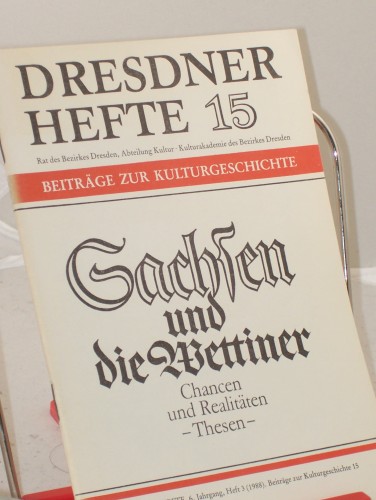 DRESDNER
HEFTE 15
Rat des Bezirkes Dresden, Abteilung Kultur · Kulturakademie des Bezirkes Dresden
BEITRÄGE ZUR KULTURGESCHICHTE
Sachsen
und
die Wettiner
Chancen
und Realitäten
– Thesen –
6. Jahrgang, Heft 3 (1988). Beiträge zur Kulturgeschichte 15